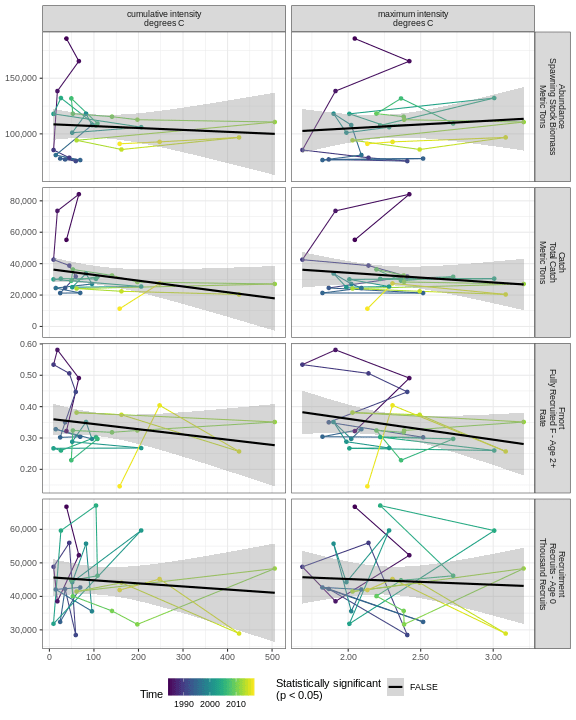 cumulative intensity
degrees C
maximum intensity
degrees C
150,000
100,000
Abundance
Spawning Stock Biomass
Metric Tons
80,000
60,000
40,000
20,000
0
Catch
Total Catch
Metric Tons
0.60
0.50
0.40
0.30
0.20
Fmort
Fully Recruited F - Age 2+
Rate
60,000
50,000
40,000
30,000
Recruitment
Recruits - Age 0
Thousand Recruits
0
100
200
300
400
500
2.00
2.50
3.00
Time
1990
2000
2010
Statistically significant
(p < 0.05)
FALSE